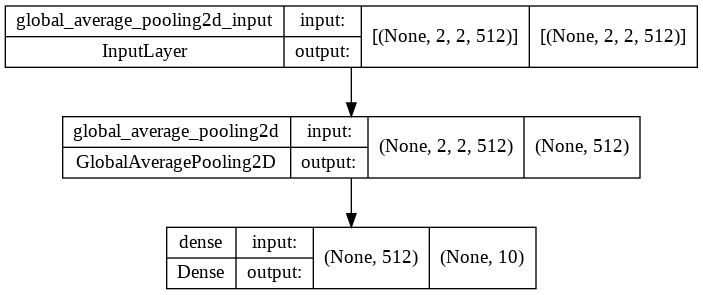 global_average_pooling2d_input input: [(None, 2, 2, 512)] [(None, 2, 2, 512)]
InputLayer output:
global_average_pooling2d input: (None, 2, 2, 512) (None, 512)
GlobalAveragePooling2D output:
dense input: (None, 512) (None, 10)
Dense output: